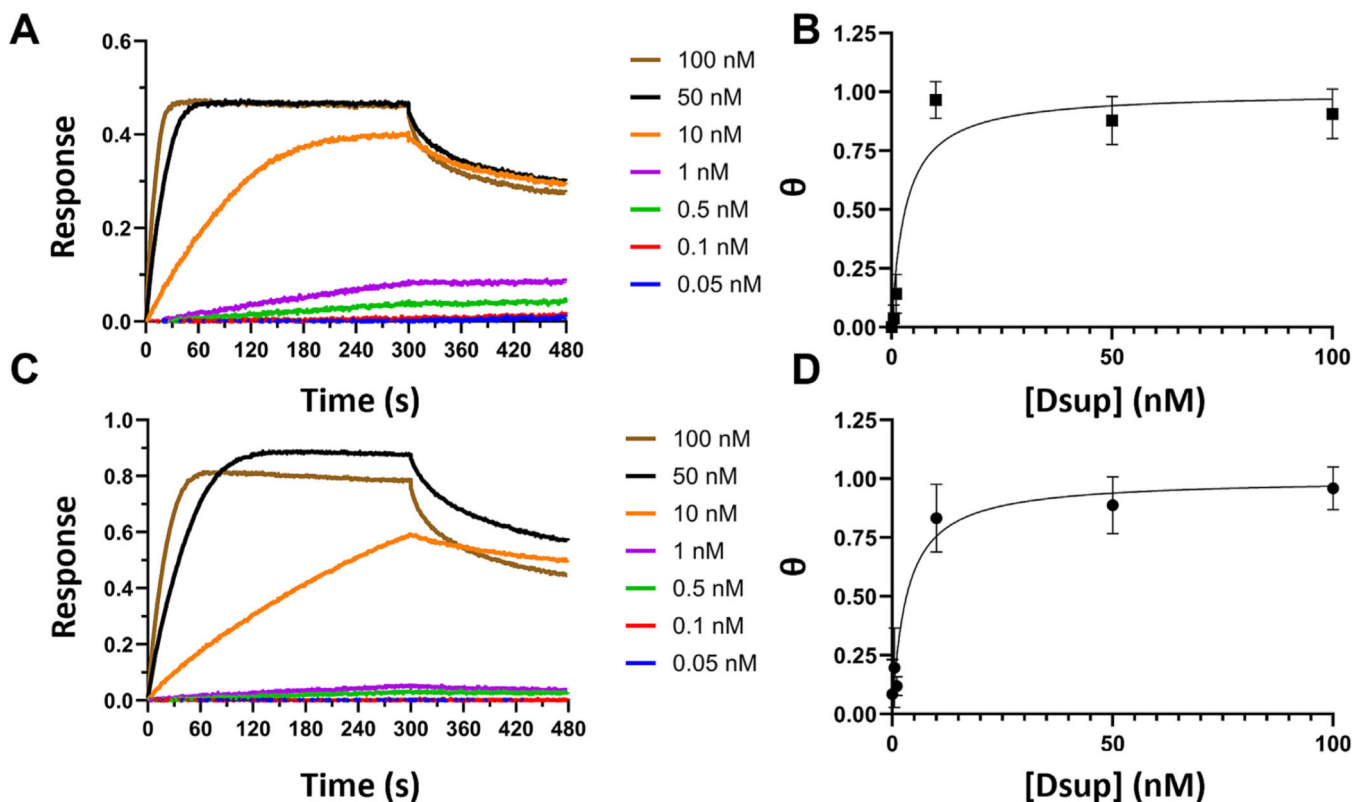 A
Response
0.6
0.4
0.2
0.0
0 60 120 180 240 300 360 420 480
Time (s)
100 nM
50 nM
10 nM
1 nM
0.5 nM
0.1 nM
0.05 nM
B
θ
1.25
1.00
0.75
0.50
0.25
0.00
0 50 100
[Dsup] (nM)
C
Response
1.0
0.8
0.6
0.4
0.2
0.0
0 60 120 180 240 300 360 420 480
Time (s)
100 nM
50 nM
10 nM
1 nM
0.5 nM
0.1 nM
0.05 nM
D
θ
1.25
1.00
0.75
0.50
0.25
0.00
0 50 100
[Dsup] (nM)